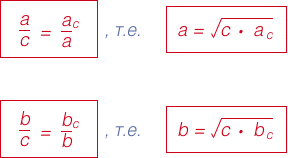 a/c = a_c/a , т.е. a = √(c · a_c)
b/c = b_c/b , т.е. b = √(c · b_c)